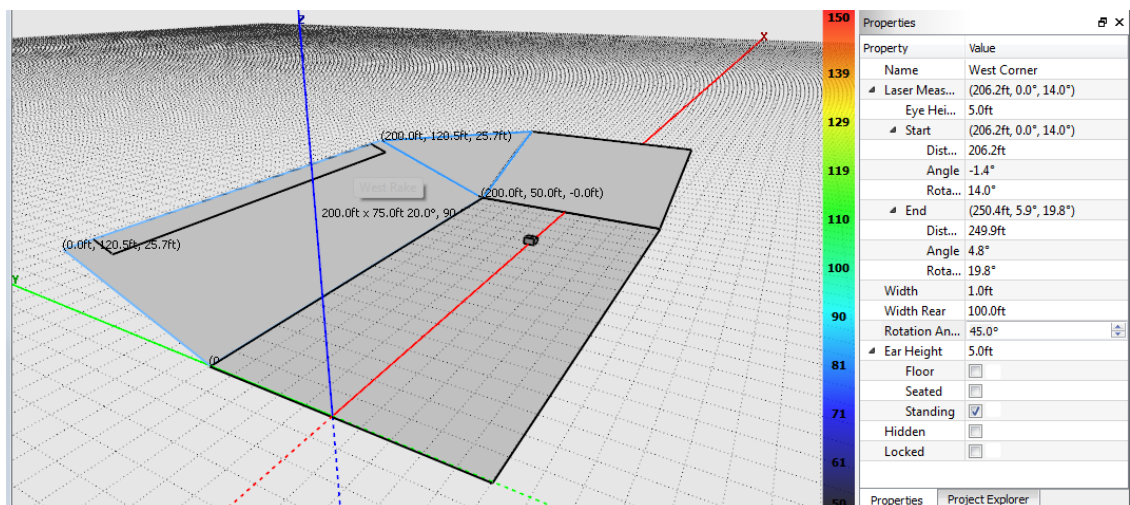 Z
X
Y
(200.0ft, 120.5ft, 25.7ft)
West Rake
(200.0ft, 50.0ft, -0.0ft)
200.0ft x 75.0ft 20.0°, 90
(0.0ft, 120.5ft, 25.7ft)
(0
150
139
129
119
110
100
90
81
71
61
50
Properties
Property Value
Name West Corner
Laser Meas... (206.2ft, 0.0°, 14.0°)
Eye Hei... 5.0ft
Start (206.2ft, 0.0°, 14.0°)
Dist... 206.2ft
Angle -1.4°
Rota... 14.0°
End (250.4ft, 5.9°, 19.8°)
Dist... 249.9ft
Angle 4.8°
Rota... 19.8°
Width 1.0ft
Width Rear 100.0ft
Rotation An... 45.0°
Ear Height 5.0ft
Floor
Seated
Standing
Hidden
Locked
Properties Project Explorer